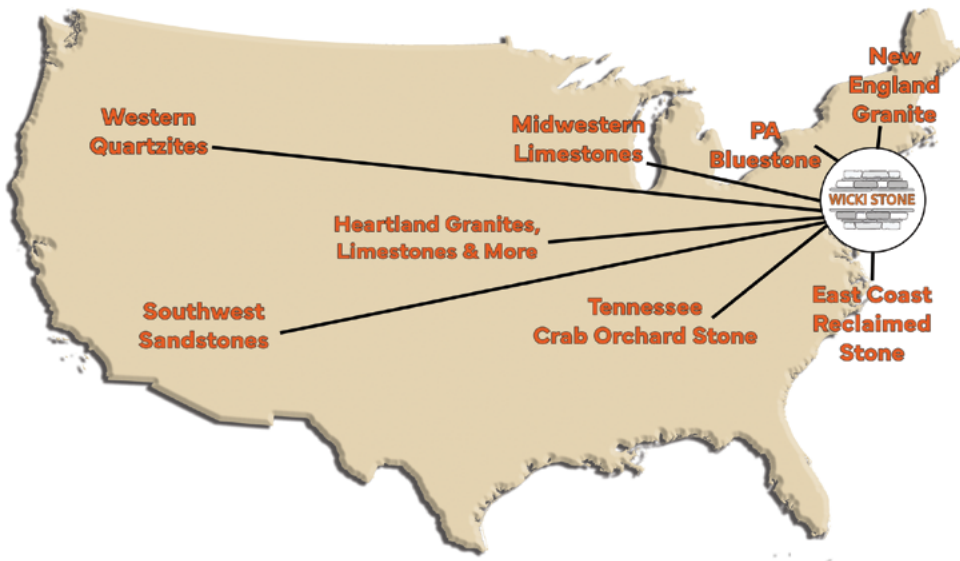 New
England
Granite
Western
Quartzites
Midwestern
Limestones
PA
Bluestone
WICKI STONE
Heartland Granites,
Limestones & More
Southwest
Sandstones
Tennessee
Crab Orchard Stone
East Coast
Reclaimed
Stone